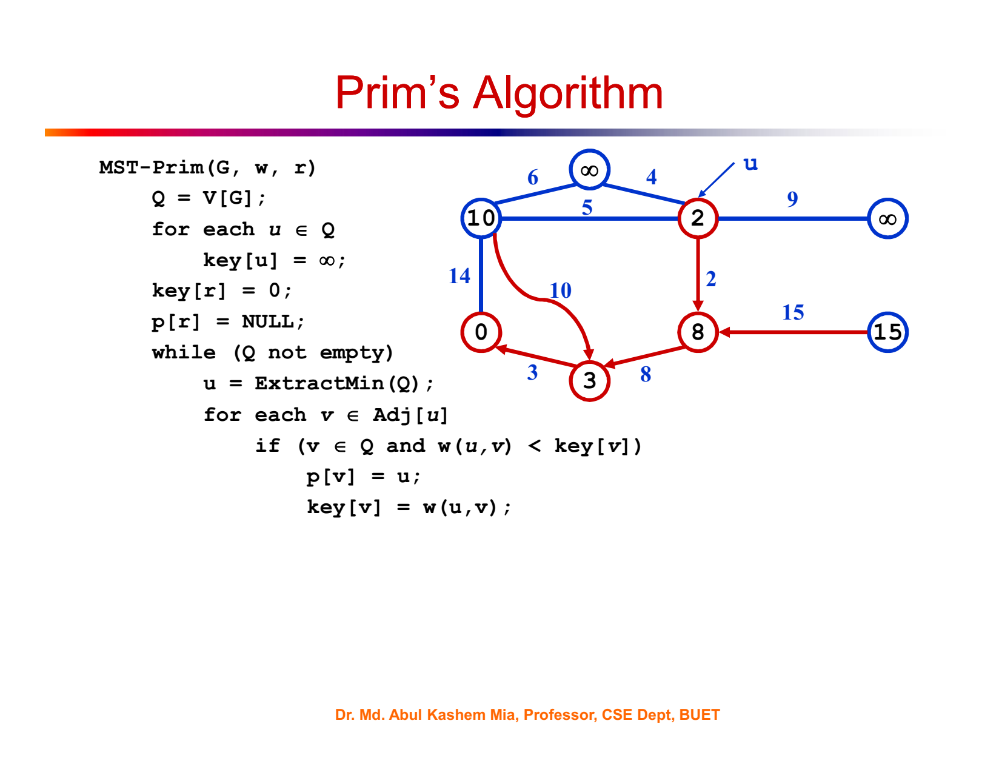 Prim’s Algorithm
MST-Prim(G, w, r)
Q = V[G];
for each u ∈ Q
key[u] = ∞;
key[r] = 0;
p[r] = NULL;
while (Q not empty)
u = ExtractMin(Q);
for each v ∈ Adj[u]
if (v ∈ Q and w(u,v) < key[v])
p[v] = u;
key[v] = w(u,v);
∞
u
6
4
5
9
10
2
∞
14
10
2
15
0
8
15
3
3
8
Dr. Md. Abul Kashem Mia, Professor, CSE Dept, BUET